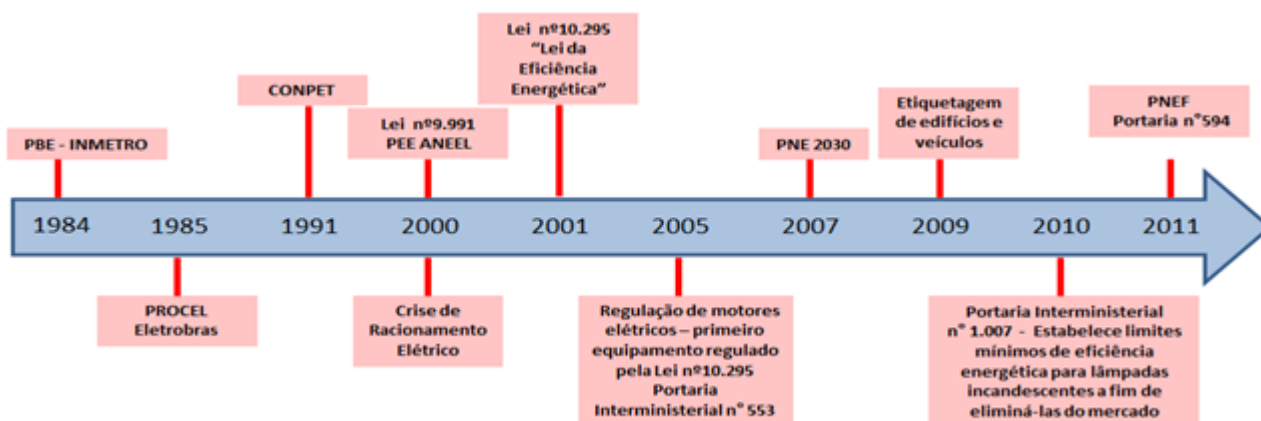 Lei nº10.295
“Lei da
Eficiência
Energética”
CONPET
Lei nº9.991
PEE ANEEL
PBE - INMETRO
PNE 2030
Etiquetagem
de edifícios e
veículos
PNEF
Portaria n°594
1984
1985
1991
2000
2001
2005
2007
2009
2010
2011
PROCEL
Eletrobras
Crise de
Racionamento
Elétrico
Regulação de motores
elétricos – primeiro
equipamento regulado
pela Lei nº10.295
Portaria
Interministerial n° 553
Portaria Interministerial
n° 1.007 - Estabelece limites
mínimos de eficiência
energética para lâmpadas
incandescentes a fim de
eliminá-las do mercado